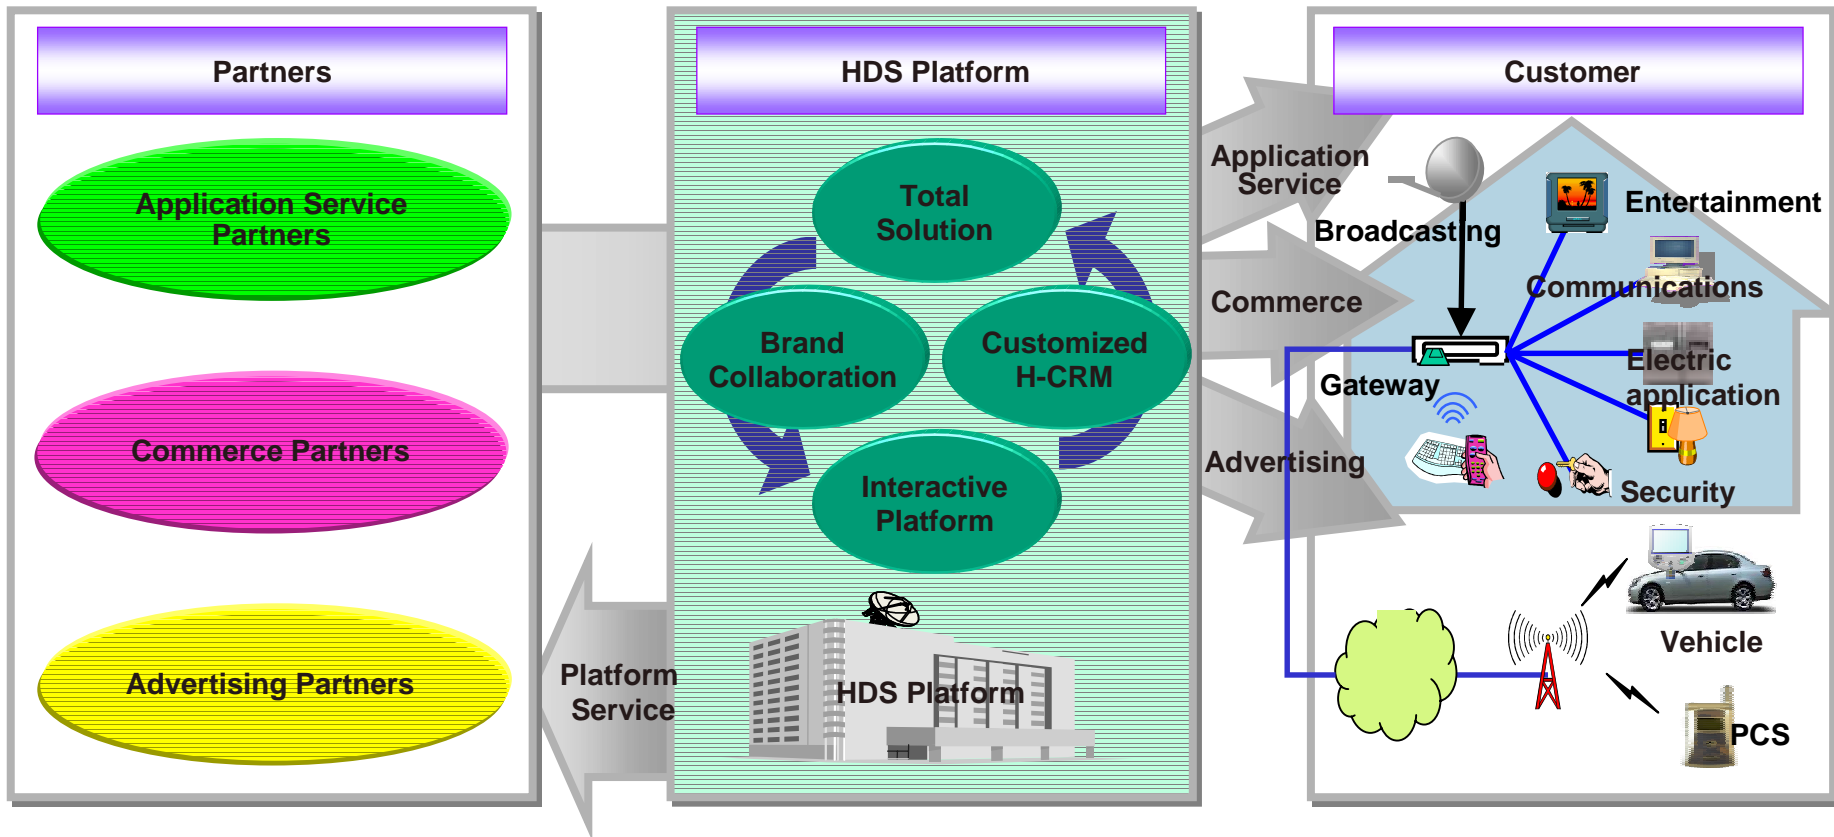 Partners
Application Service
Partners
Commerce Partners
Advertising Partners
Platform
Service
HDS Platform
Total
Solution
Brand
Collaboration
Customized
H-CRM
Interactive
Platform
HDS Platform
Application
Service
Commerce
Advertising
Customer
Broadcasting
Entertainment
Communications
Gateway
Electric
application
Security
Vehicle
PCS